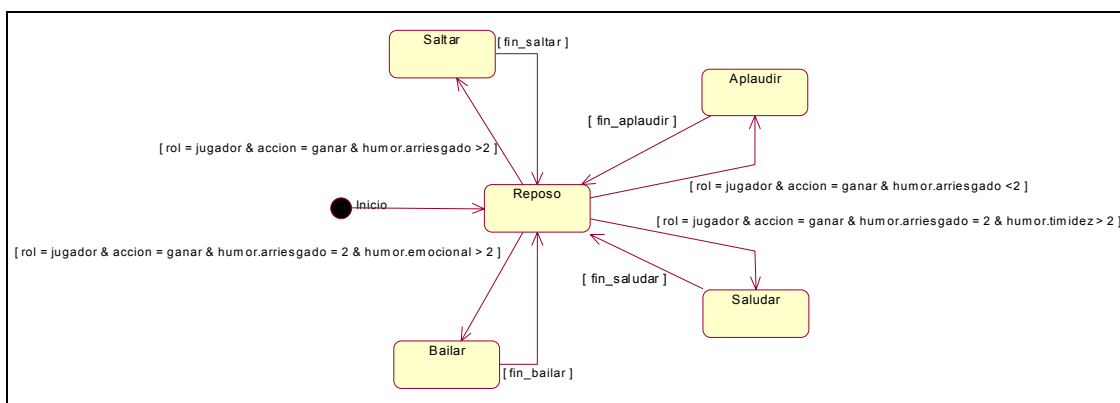 Saltar
[ fin_saltar ]
Aplaudir
[ fin_aplaudir ]
[ rol = jugador & accion = ganar & humor.arriesgado >2 ]
Reposo
[ rol = jugador & accion = ganar & humor.arriesgado <2 ]
Inicio
[ rol = jugador & accion = ganar & humor.arriesgado = 2 & humor.timidez > 2 ]
[ rol = jugador & accion = ganar & humor.arriesgado = 2 & humor.emocional > 2 ]
[ fin_saludar ]
Saludar
Bailar
[ fin_bailar ]